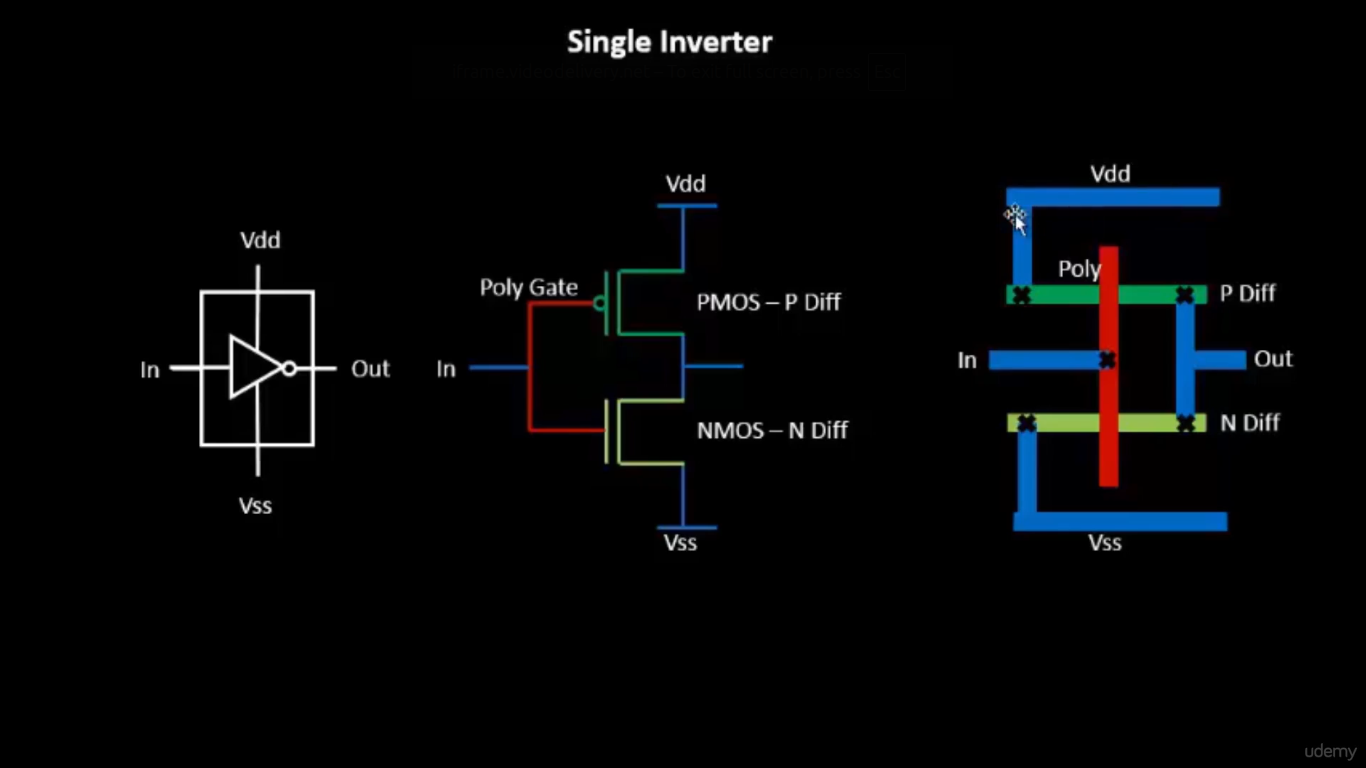 Single Inverter
Vdd
In
Out
Vss
Vdd
Poly Gate
PMOS – P Diff
In
NMOS – N Diff
Vss
Vdd
Poly
P Diff
In
Out
N Diff
Vss
udemy